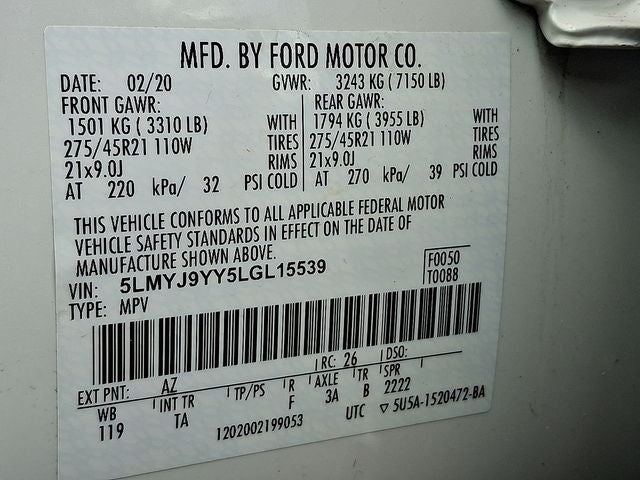 MFD. BY FORD MOTOR CO.
DATE: 02/20 GVWR: 3243 KG ( 7150 LB)
FRONT GAWR: REAR GAWR:
1501 KG ( 3310 LB) WITH 1794 KG ( 3955 LB) WITH
275/45R21 110W TIRES 275/45R21 110W TIRES
21x9.0J RIMS 21x9.0J RIMS
AT 220 kPa/ 32 PSI COLD AT 270 kPa/ 39 PSI COLD
THIS VEHICLE CONFORMS TO ALL APPLICABLE FEDERAL MOTOR
VEHICLE SAFETY STANDARDS IN EFFECT ON THE DATE OF
MANUFACTURE SHOWN ABOVE.
VIN: 5LMYJ9YY5LGL15539 F0050
TYPE: MPV T0088
EXT PNT: AZ RC: 26 DSO:
WB INT TR TP/PS R AXLE TR SPR
119 TA F 3A B 2222
1202002199053 UTC ▽5U5A-1520472-BA